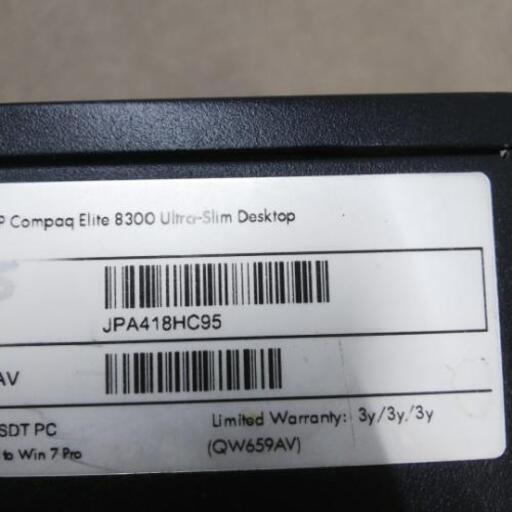 P Compaq Elite 8300 Ultra-Slim Desktop
JPA418HC95
AV
SDT PC
Limited Warranty: 3y/3y/3y
to Win 7 Pro
(QW659AV)